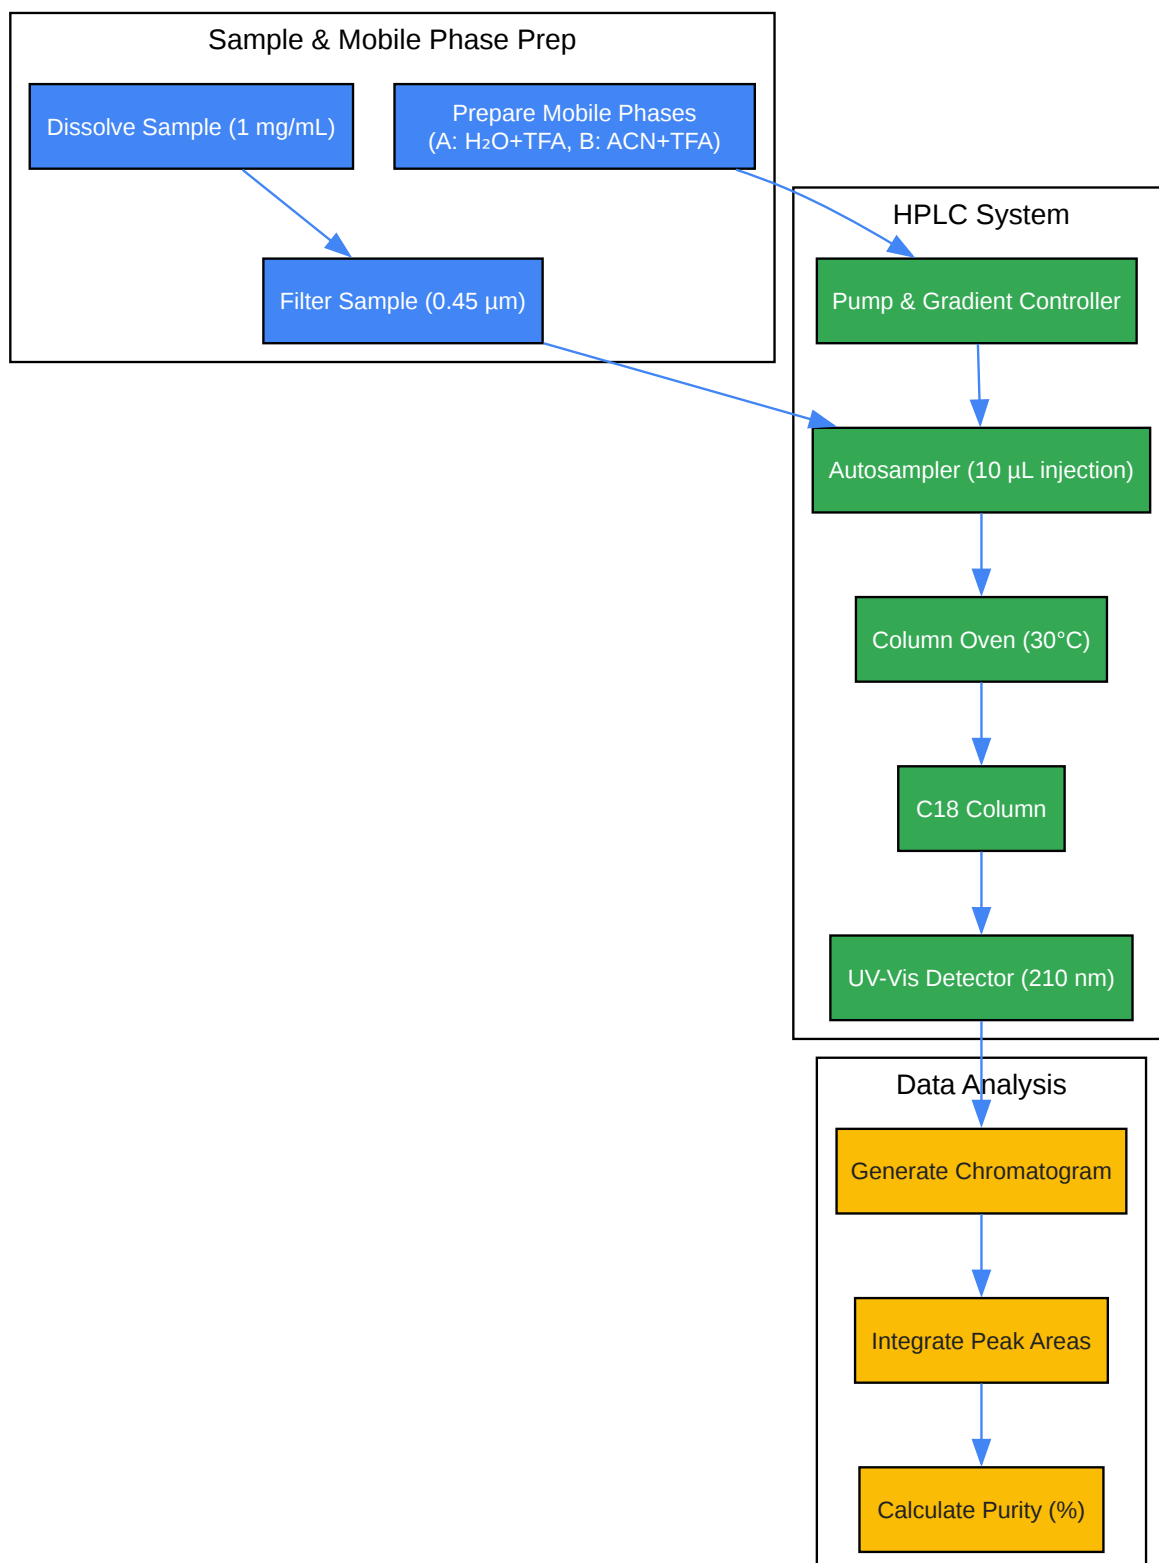 Sample & Mobile Phase Prep
Dissolve Sample (1 mg/mL)
Prepare Mobile Phases
(A: H₂O+TFA, B: ACN+TFA)
Filter Sample (0.45 µm)
HPLC System
Pump & Gradient Controller
Autosampler (10 µL injection)
Column Oven (30°C)
C18 Column
UV-Vis Detector (210 nm)
Data Analysis
Generate Chromatogram
Integrate Peak Areas
Calculate Purity (%)